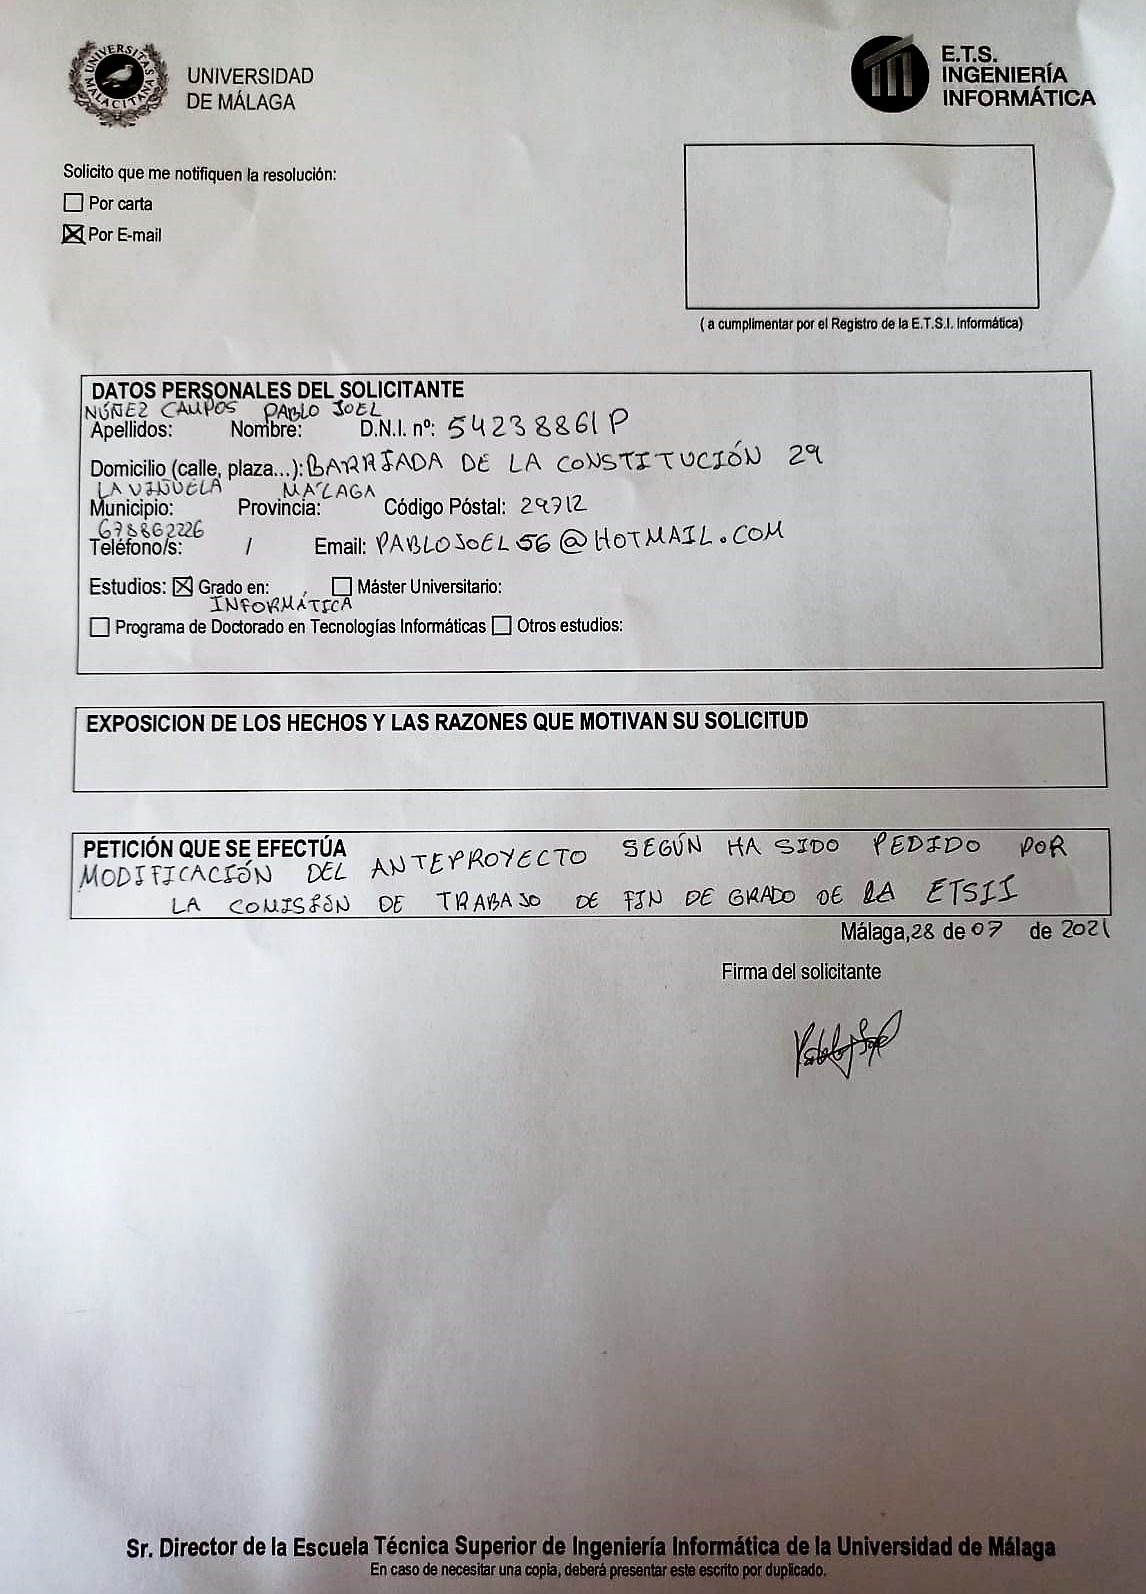 UNIVERSITAS MALACITANA
UNIVERSIDAD
DE MÁLAGA
E.T.S.
INGENIERÍA
INFORMÁTICA
Solicito que me notifiquen la resolución:
Por carta
Por E-mail
( a cumplimentar por el Registro de la E.T.S.I. Informática)
DATOS PERSONALES DEL SOLICITANTE
NÚÑEZ CAMPOS PABLO JOEL
Apellidos: Nombre: D.N.I. nº: 54238861P
Domicilio (calle, plaza...): BARRIADA DE LA CONSTITUCIÓN 29
LA VIÑUELA MÁLAGA
Municipio: Provincia: Código Póstal: 29712
678862226
Teléfono/s: / Email: PABLOJOEL56@HOTMAIL.COM
Estudios: Grado en: Máster Universitario:
INFORMÁTICA
Programa de Doctorado en Tecnologías Informáticas Otros estudios:
EXPOSICION DE LOS HECHOS Y LAS RAZONES QUE MOTIVAN SU SOLICITUD
PETICIÓN QUE SE EFECTÚA
MODIFICACIÓN DEL ANTEPROYECTO SEGÚN HA SIDO PEDIDO POR
LA COMISIÓN DE TRABAJO DE FIN DE GRADO DE LA ETSII
Málaga, 28 de 07 de 2021
Firma del solicitante
Sr. Director de la Escuela Técnica Superior de Ingeniería Informática de la Universidad de Málaga
En caso de necesitar una copia, deberá presentar este escrito por duplicado.